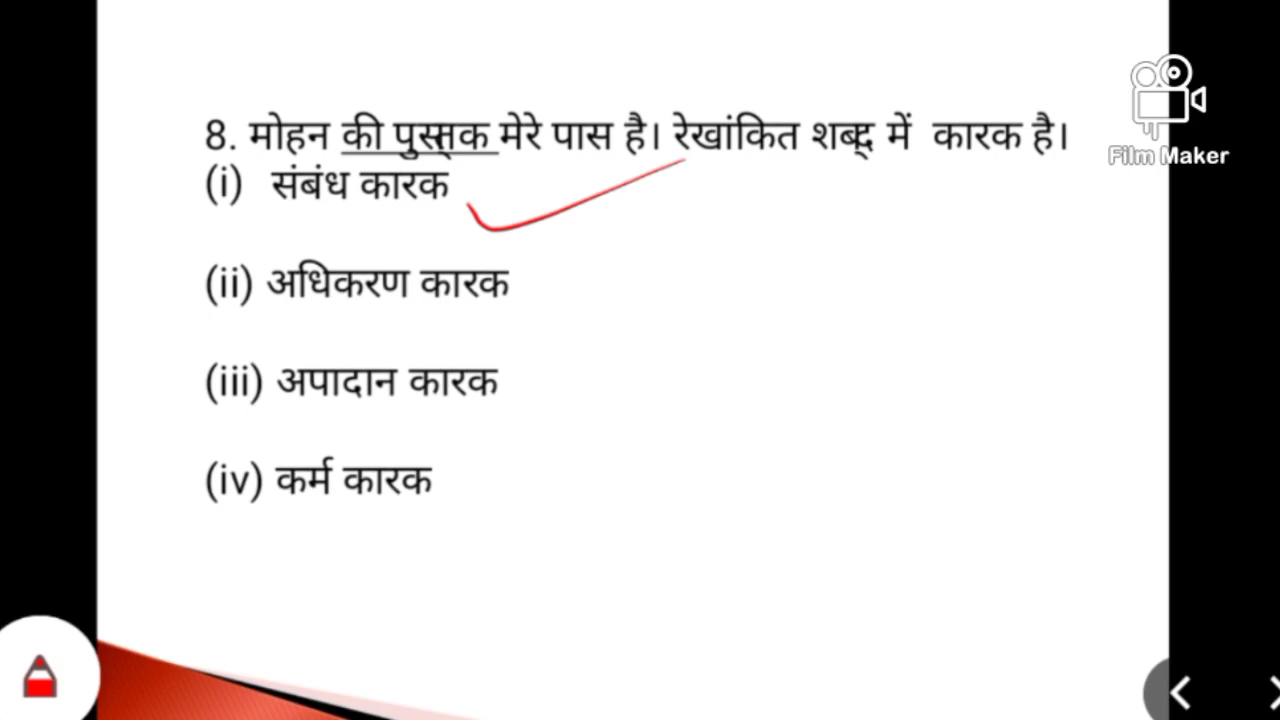 8. मोहन की पुस्तक मेरे पास है। रेखांकित शब्द् में कारक है।
(i) संबंध कारक
(ii) अधिकरण कारक
(iii) अपादान कारक
(iv) कर्म कारक
Film Maker